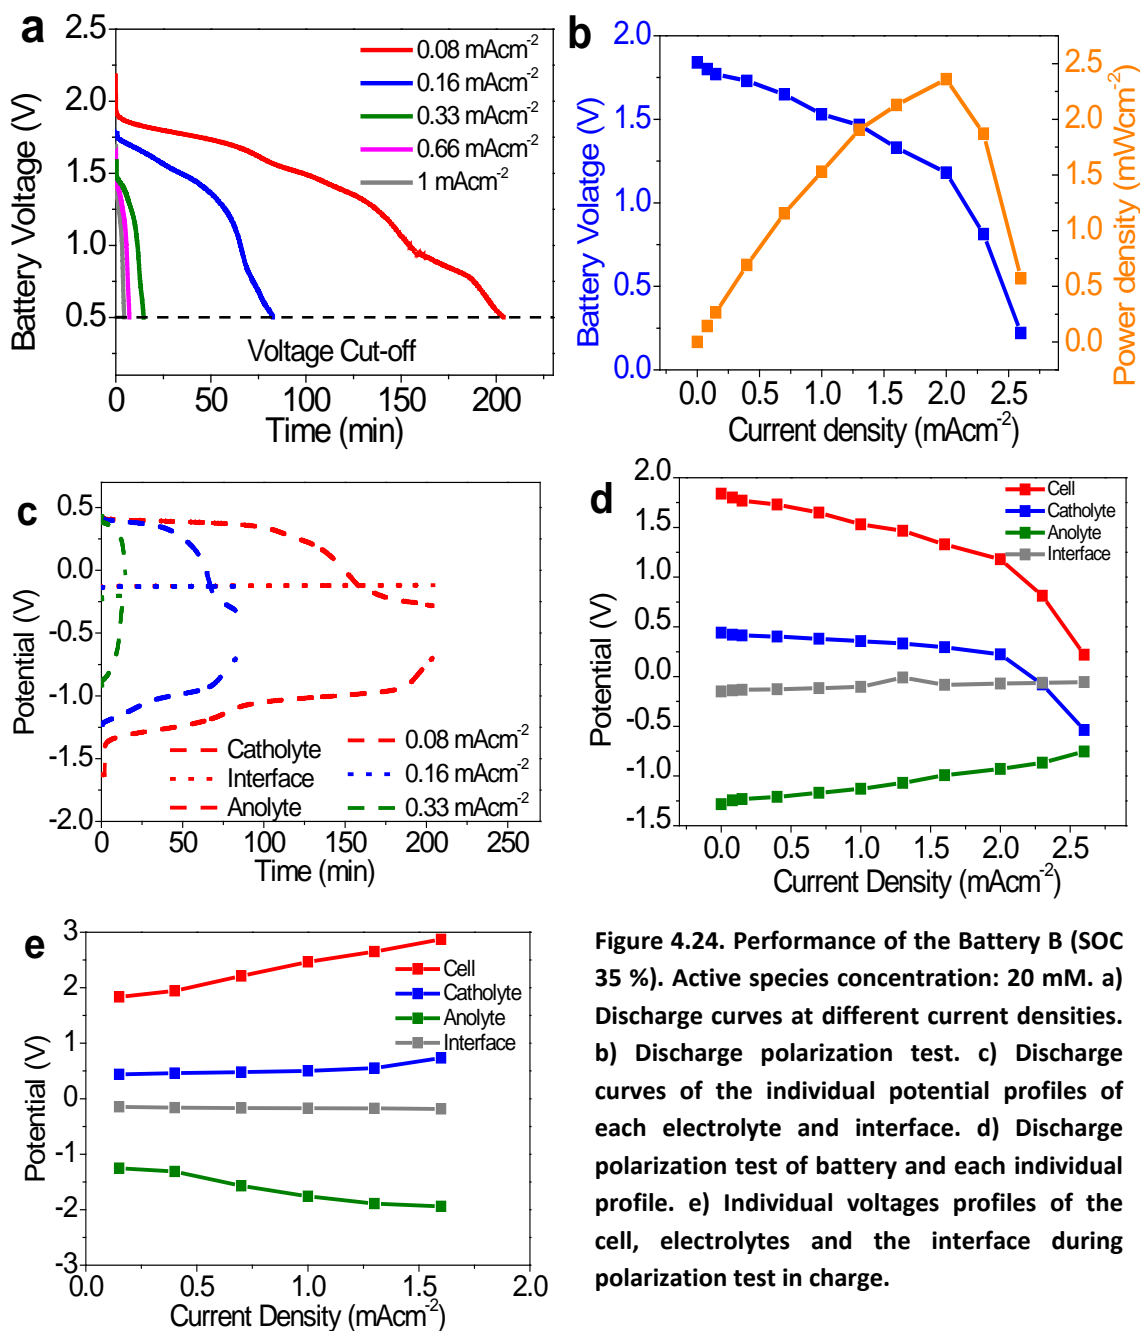 a
2.5
2.0
1.5
1.0
0.5
Battery Voltage (V)
0.08 mAcm-2
0.16 mAcm-2
0.33 mAcm-2
0.66 mAcm-2
1 mAcm-2
Voltage Cut-off
0 50 100 150 200
Time (min)
b
2.0
1.5
1.0
0.5
0.0
Battery Volatge (V)
2.5
2.0
1.5
1.0
0.5
0.0
Power density (mWcm-2)
0.0 0.5 1.0 1.5 2.0 2.5
Current density (mAcm-2)
c
0.5
0.0
-0.5
-1.0
-1.5
-2.0
Potential (V)
Catholyte
Interface
Anolyte
0.08 mAcm-2
0.16 mAcm-2
0.33 mAcm-2
0 50 100 150 200 250
Time (min)
d
2.0
1.5
1.0
0.5
0.0
-0.5
-1.0
-1.5
Potential (V)
Cell
Catholyte
Anolyte
Interface
0.0 0.5 1.0 1.5 2.0 2.5
Current Density (mAcm-2)
e
3
2
1
0
-1
-2
-3
Potential (V)
Cell
Catholyte
Anolyte
Interface
0.0 0.5 1.0 1.5 2.0
Current Density (mAcm-2)
Figure 4.24. Performance of the Battery B (SOC
35 %). Active species concentration: 20 mM. a)
Discharge curves at different current densities.
b) Discharge polarization test. c) Discharge
curves of the individual potential profiles of
each electrolyte and interface. d) Discharge
polarization test of battery and each individual
profile. e) Individual voltages profiles of the
cell, electrolytes and the interface during
polarization test in charge.